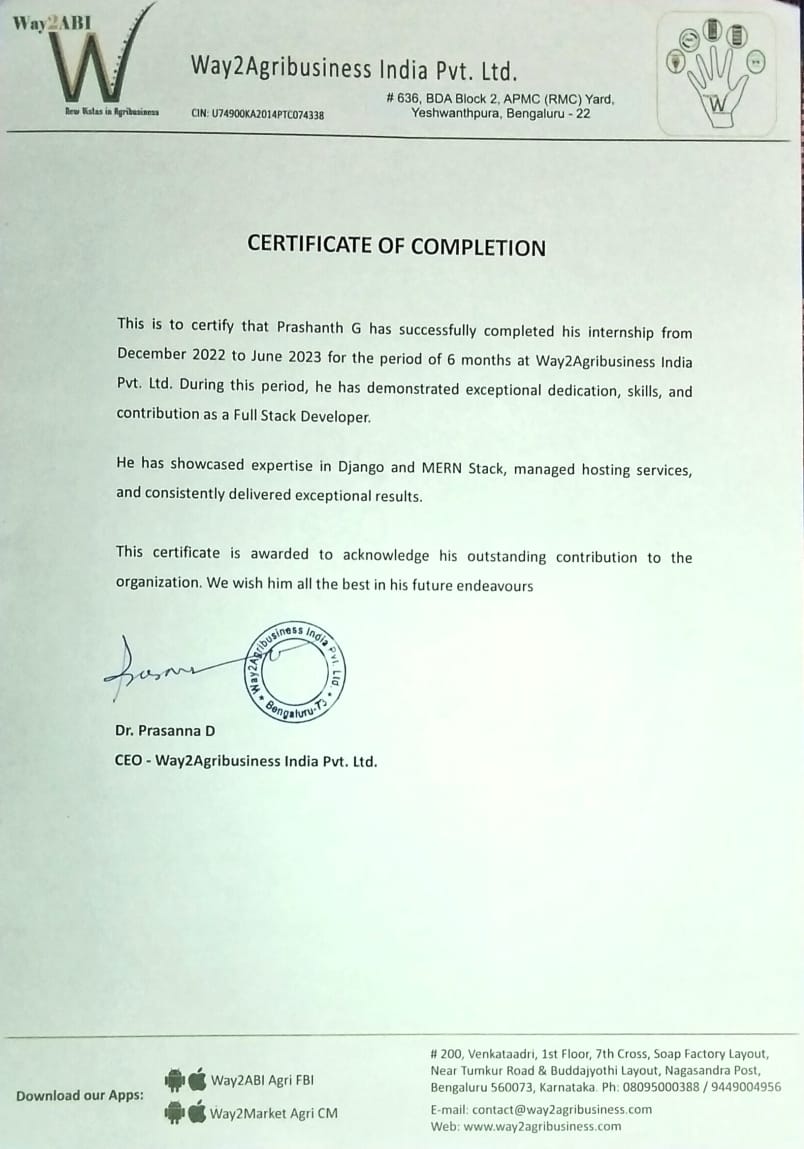 Way2ABI
W
New Vistas in Agribusiness
Way2Agribusiness India Pvt. Ltd.
CIN: U74900KA2014PTC074338
# 636, BDA Block 2, APMC (RMC) Yard,
Yeshwanthpura, Bengaluru - 22
W
CERTIFICATE OF COMPLETION
This is to certify that Prashanth G has successfully completed his internship from
December 2022 to June 2023 for the period of 6 months at Way2Agribusiness India
Pvt. Ltd. During this period, he has demonstrated exceptional dedication, skills, and
contribution as a Full Stack Developer.
He has showcased expertise in Django and MERN Stack, managed hosting services,
and consistently delivered exceptional results.
This certificate is awarded to acknowledge his outstanding contribution to the
organization. We wish him all the best in his future endeavours
Way2Agribusiness India Pvt. Ltd.
* Bengaluru-73 *
Dr. Prasanna D
CEO - Way2Agribusiness India Pvt. Ltd.
Download our Apps:
Way2ABI Agri FBI
Way2Market Agri CM
# 200, Venkataadri, 1st Floor, 7th Cross, Soap Factory Layout,
Near Tumkur Road & Buddajyothi Layout, Nagasandra Post,
Bengaluru 560073, Karnataka. Ph: 08095000388 / 9449004956
E-mail: contact@way2agribusiness.com
Web: www.way2agribusiness.com